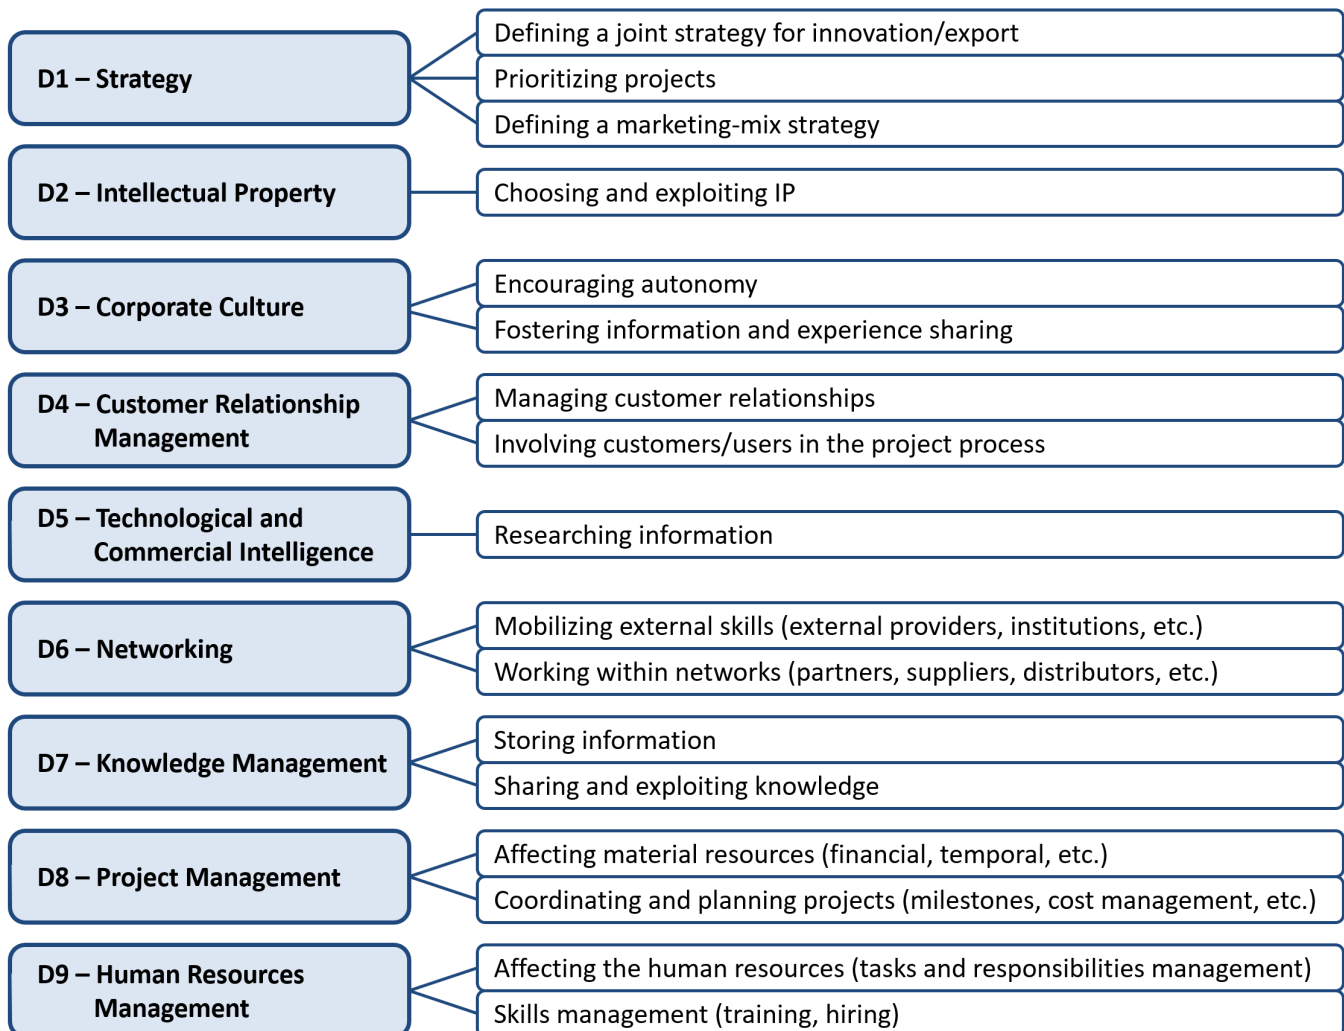 D1 – Strategy
Defining a joint strategy for innovation/export
Prioritizing projects
Defining a marketing-mix strategy
D2 – Intellectual Property
Choosing and exploiting IP
D3 – Corporate Culture
Encouraging autonomy
Fostering information and experience sharing
D4 – Customer Relationship
Management
Managing customer relationships
Involving customers/users in the project process
D5 – Technological and
Commercial Intelligence
Researching information
D6 – Networking
Mobilizing external skills (external providers, institutions, etc.)
Working within networks (partners, suppliers, distributors, etc.)
D7 – Knowledge Management
Storing information
Sharing and exploiting knowledge
D8 – Project Management
Affecting material resources (financial, temporal, etc.)
Coordinating and planning projects (milestones, cost management, etc.)
D9 – Human Resources
Management
Affecting the human resources (tasks and responsibilities management)
Skills management (training, hiring)